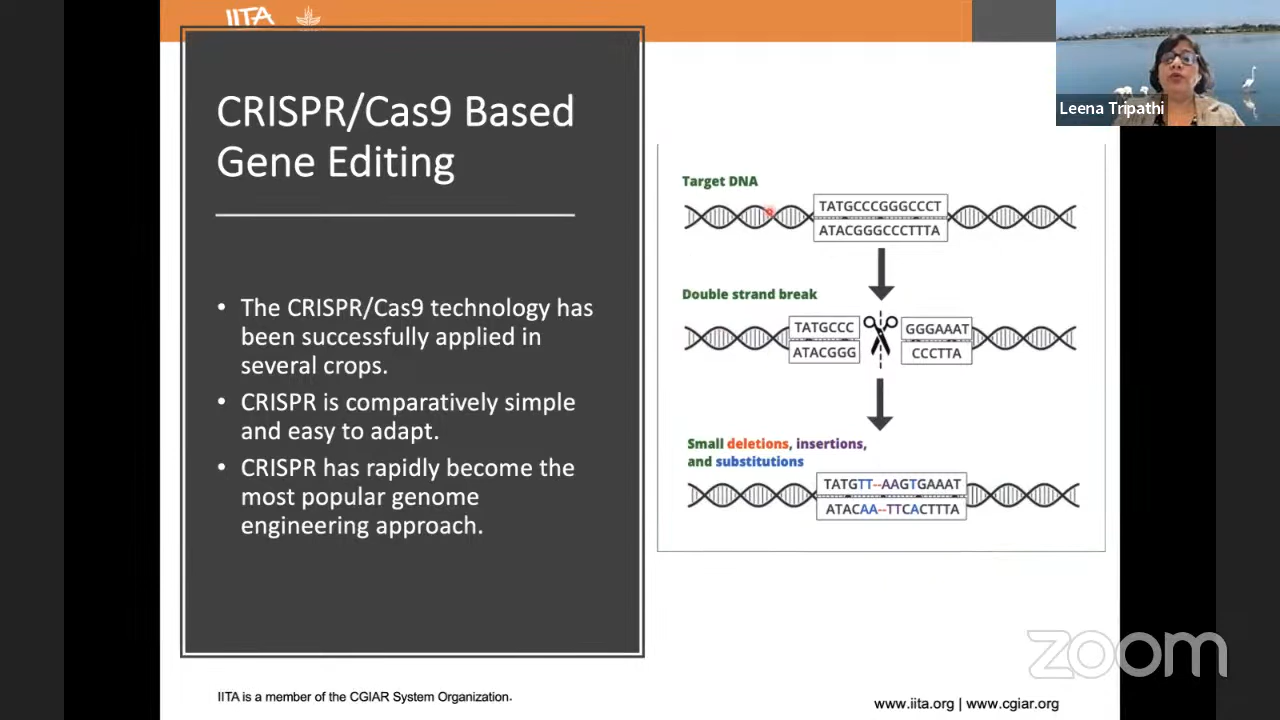 IITA
Leena Tripathi
CRISPR/Cas9 Based
Gene Editing
• The CRISPR/Cas9 technology has
been successfully applied in
several crops.
• CRISPR is comparatively simple
and easy to adapt.
• CRISPR has rapidly become the
most popular genome
engineering approach.
Target DNA
TATGCCCGGGCCCT
ATACGGGCCCTTTA
Double strand break
TATGCCC
GGGAAAT
ATACGGG
CCCTTA
Small deletions, insertions,
and substitutions
TATGTT--AAGTGAAAT
ATACAA--TTCACTTTA
zoom
IITA is a member of the CGIAR System Organization.
www.iita.org | www.cgiar.org